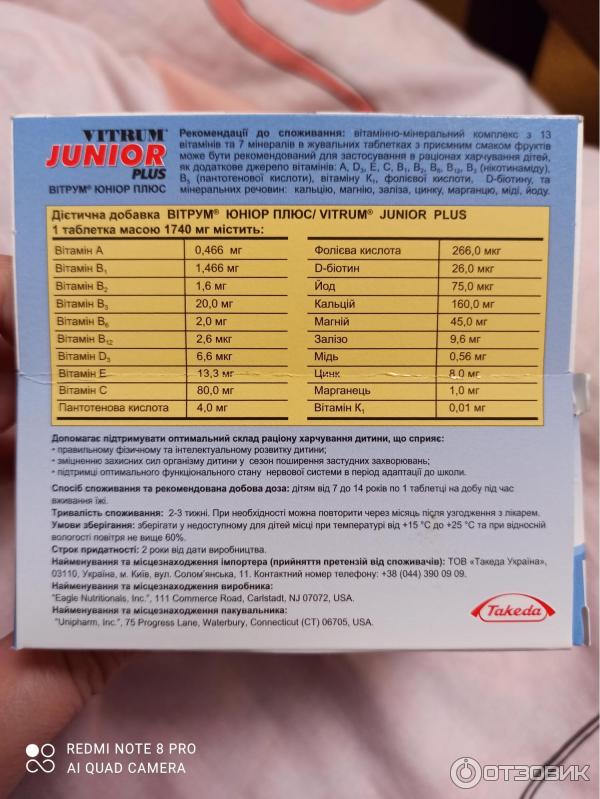 VITRUM®
JUNIOR
PLUS
ВІТРУМ® ЮНІОР ПЛЮС
Рекомендації до споживання: вітамінно-мінеральний комплекс з 13
вітамінів та 7 мінералів в жувальних таблетках з приємним смаком фруктів
може бути рекомендований для застосування в раціонах харчування дітей,
як додаткове джерело вітамінів: A, D₃, E, C, B₁, B₂, B₆, B₁₂, B₃ (нікотинаміду),
B₅ (пантотенової кислоти), вітаміну K₁, фолієвої кислоти, D-біотину, та
мінеральних речовин: кальцію, магнію, заліза, цинку, марганцю, міді, йоду.
Дієтична добавка ВІТРУМ® ЮНІОР ПЛЮС/ VITRUM® JUNIOR PLUS
1 таблетка масою 1740 мг містить:
Вітамін A 0,466 мг
Вітамін B₁ 1,466 мг
Вітамін B₂ 1,6 мг
Вітамін B₃ 20,0 мг
Вітамін B₆ 2,0 мг
Вітамін B₁₂ 2,6 мкг
Вітамін D₃ 6,6 мкг
Вітамін E 13,3 мг
Вітамін C 80,0 мг
Пантотенова кислота 4,0 мг
Фолієва кислота 266,0 мкг
D-біотин 26,0 мкг
Йод 75,0 мкг
Кальцій 160,0 мг
Магній 45,0 мг
Залізо 9,6 мг
Мідь 0,56 мг
Цинк 8,0 мг
Марганець 1,0 мг
Вітамін K₁ 0,01 мг
Допомагає підтримувати оптимальний склад раціону харчування дитини, що сприяє:
• правильному фізичному та інтелектуальному розвитку дитини;
• зміцненню захисних сил організму дитини у сезон поширення застудних захворювань;
• підтримці оптимального функціонального стану нервової системи в період адаптації до школи.
Спосіб споживання та рекомендована добова доза: дітям від 7 до 14 років по 1 таблетці на добу під час
вживання їжі.
Тривалість споживання: 2-3 тижні. При необхідності можна повторити через місяць після узгодження з лікарем.
Умови зберігання: зберігати у недоступному для дітей місці при температурі від +15 °C до +25 °C та при відносній
вологості повітря не вище 60%.
Строк придатності: 2 роки від дати виробництва.
Найменування та місцезнаходження імпортера (прийняття претензій від споживачів): ТОВ «Такеда Україна»,
03110, Україна, м. Київ, вул. Солом'янська, 11. Контактний номер телефону: +38 (044) 390 09 09.
Найменування та місцезнаходження виробника:
"Eagle Nutritionals, Inc.", 111 Commerce Road, Carlstadt, NJ 07072, USA.
Найменування та місцезнаходження пакувальника:
"Unipharm, Inc.", 75 Progress Lane, Waterbury, Connecticut (CT) 06705, USA.
Takeda
REDMI NOTE 8 PRO
AI QUAD CAMERA
ОТЗОВИК